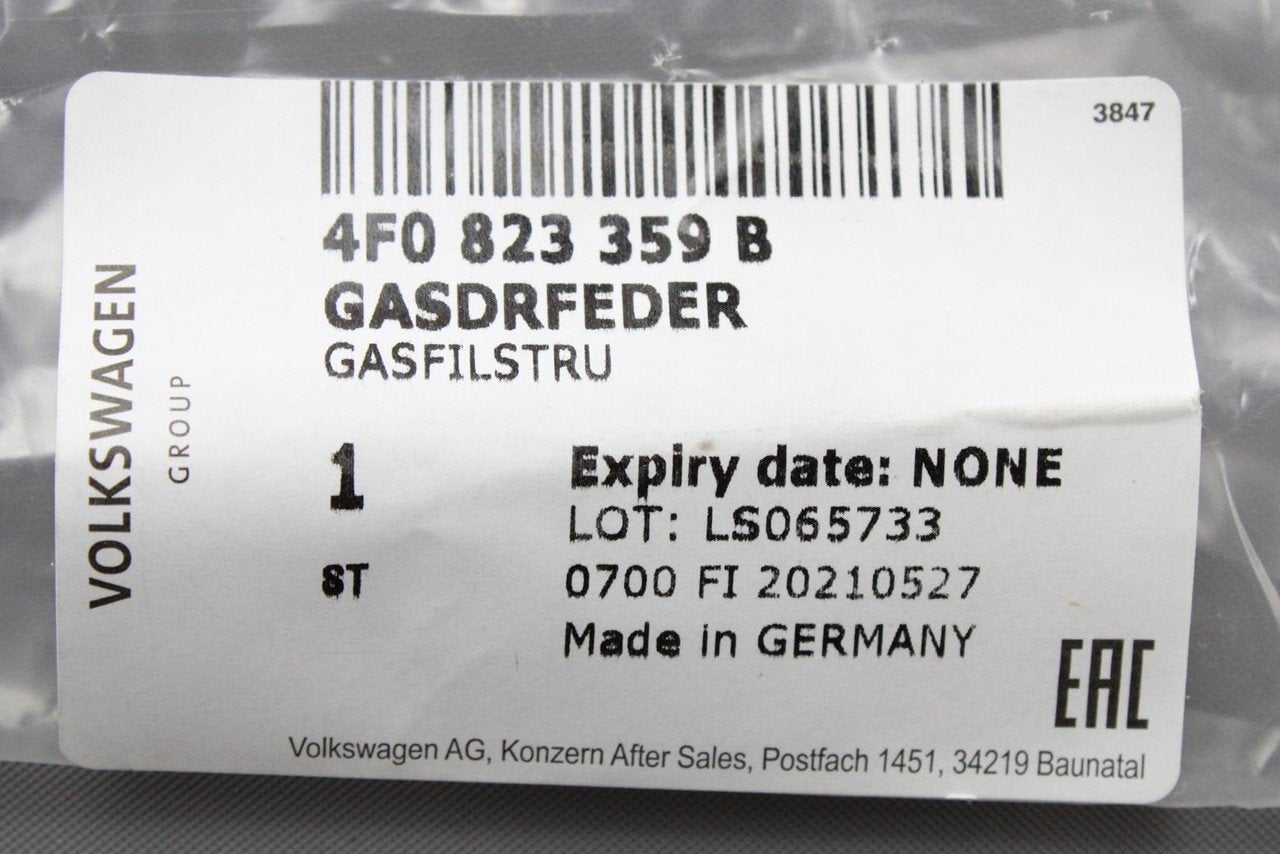 3847
4F0 823 359 B
GASDRFEDER
GASFILSTRU
VOLKSWAGEN
GROUP
1
Expiry date: NONE
LOT: LS065733
ST
0700 FI 20210527
Made in GERMANY
EAC
Volkswagen AG, Konzern After Sales, Postfach 1451, 34219 Baunatal